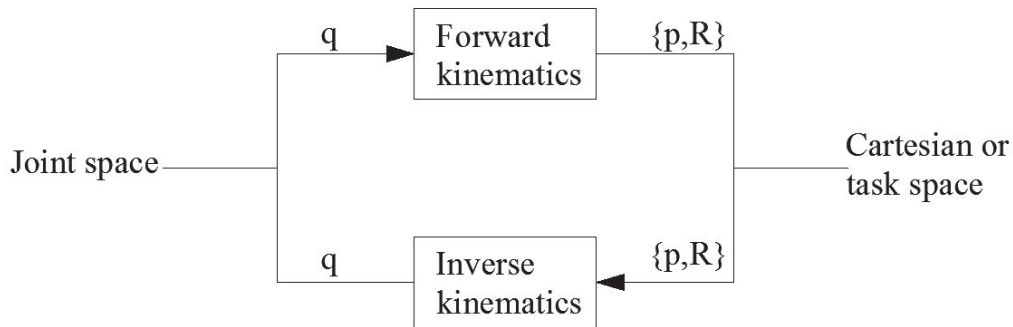 q
Forward
kinematics
{p,R}
Joint space
Cartesian or
task space
q
Inverse
kinematics
{p,R}